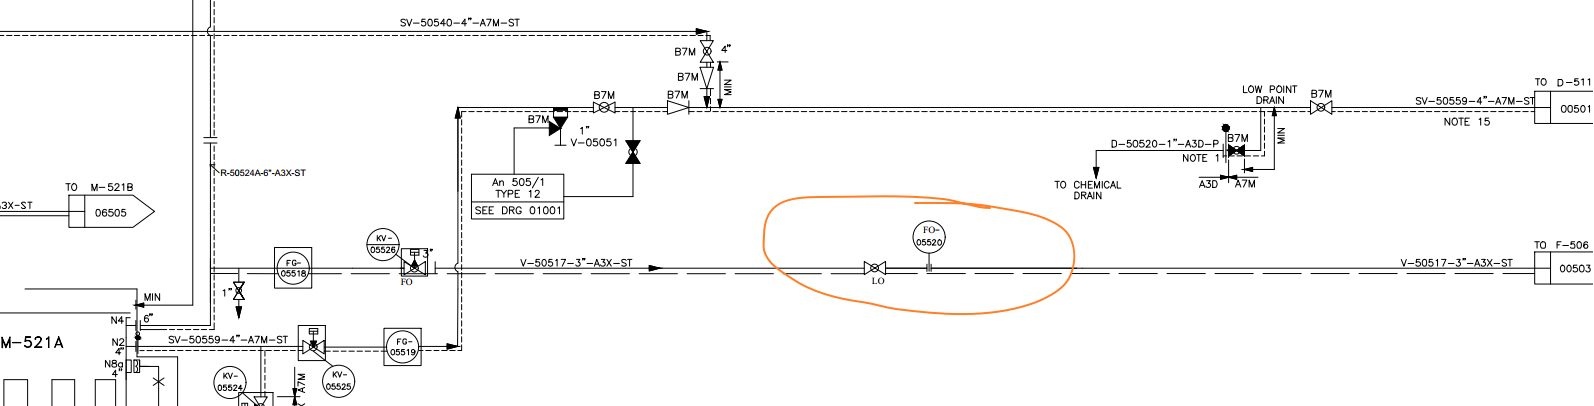 SV-50540-4"-A7M-ST
B7M
4"
B7M
MIN
B7M
B7M
B7M
1"
V-05051
An 505/1
TYPE 12
SEE DRG 01001
LOW POINT
DRAIN
B7M
TO D-511
SV-50559-4"-A7M-ST
00501
NOTE 15
B7M
MIN
D-50520-1"-A3D-P
NOTE 1
A3D
A7M
TO CHEMICAL
DRAIN
R-50524A-6"-A3X-ST
TO M-521B
A3X-ST
06505
KV-
05526
3"
FG-
05518
FO
V-50517-3"-A3X-ST
FO-
05520
LO
V-50517-3"-A3X-ST
TO F-506
00503
1"
MIN
N4
6"
M-521A
N2
4"
SV-50559-4"-A7M-ST
FG-
05519
N8a
4"
KV-
05524
KV-
05525
A7M